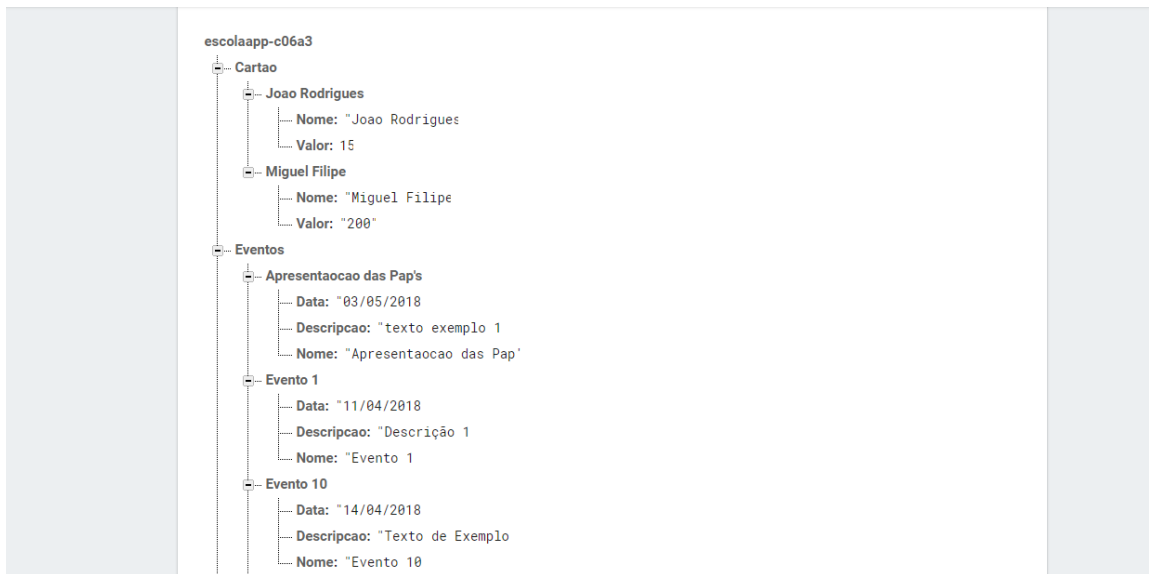 escolaapp-c06a3
Cartao
Joao Rodrigues
Nome: "Joao Rodrigues
Valor: 15
Miguel Filipe
Nome: "Miguel Filipe
Valor: "200"
Eventos
Apresentaocao das Pap's
Data: "03/05/2018
Descripcao: "texto exemplo 1
Nome: "Apresentaocao das Pap'
Evento 1
Data: "11/04/2018
Descripcao: "Descrição 1
Nome: "Evento 1
Evento 10
Data: "14/04/2018
Descripcao: "Texto de Exemplo
Nome: "Evento 10